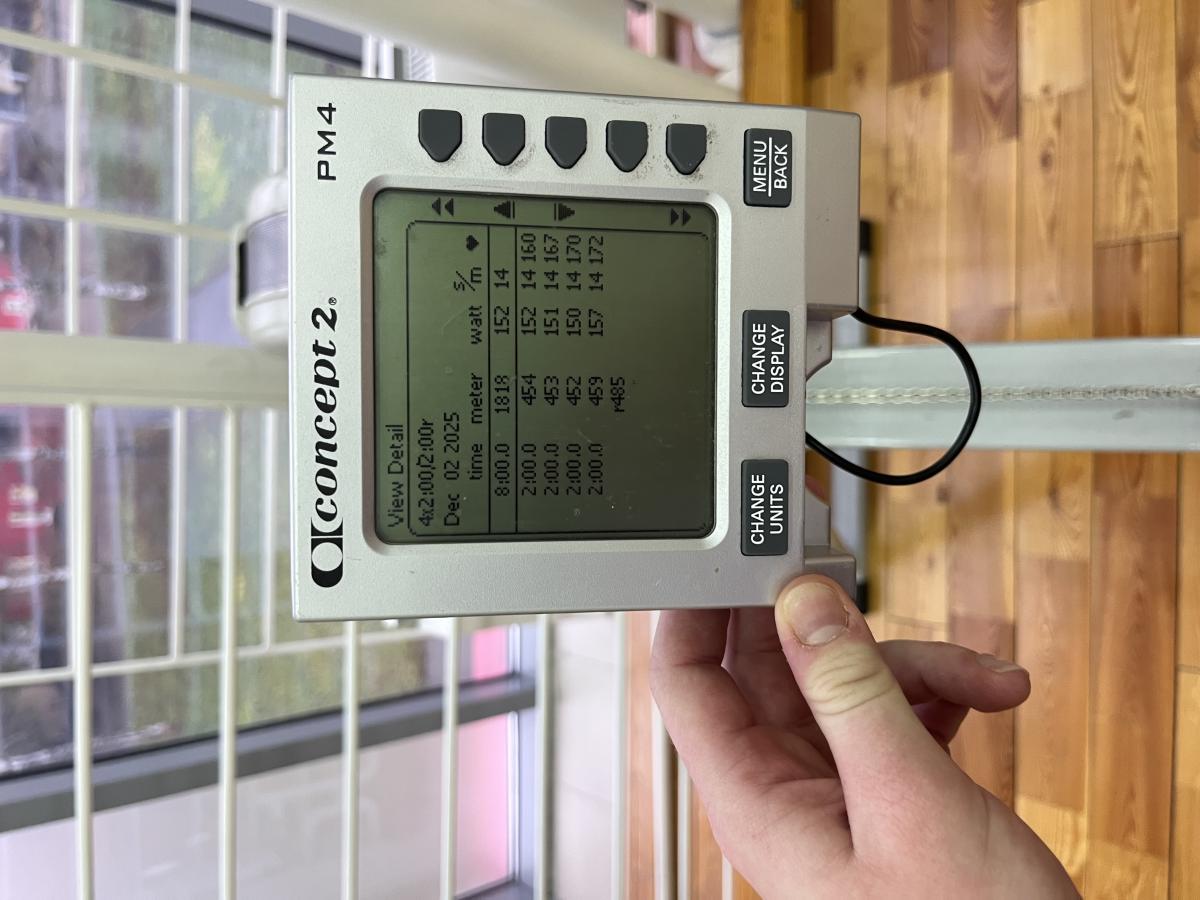 concept 2® PM4
View Detail
4x2:00/2:00r
Dec 02 2025
time meter watt s/m ♥
8:00.0 1818 152 14
2:00.0 454 152 14 160
2:00.0 453 151 14 167
2:00.0 452 150 14 170
2:00.0 459 157 14 172
r485
CHANGE UNITS
CHANGE DISPLAY
MENU BACK